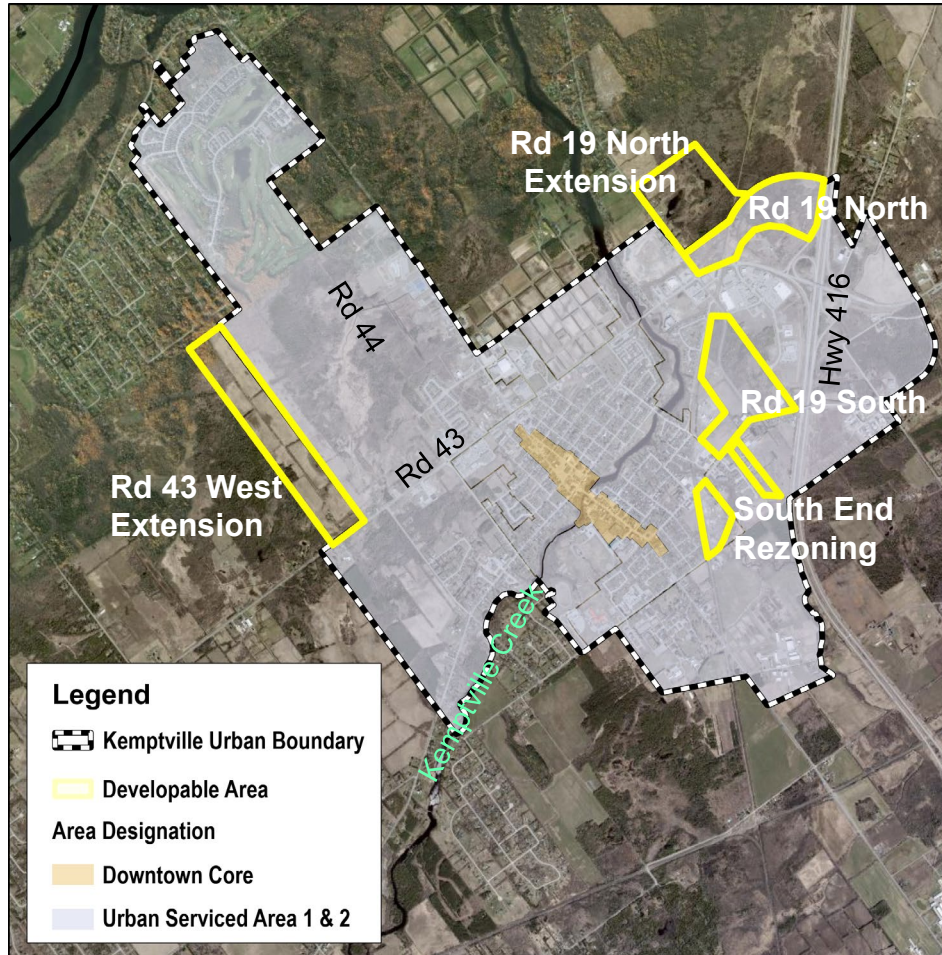 Rd 19 North
Extension
Rd 19 North
Rd 44
Hwy 416
Rd 19 South
Rd 43
Rd 43 West
Extension
South End
Rezoning
Kemptville Creek
Legend
Kemptville Urban Boundary
Developable Area
Area Designation
Downtown Core
Urban Serviced Area 1 & 2